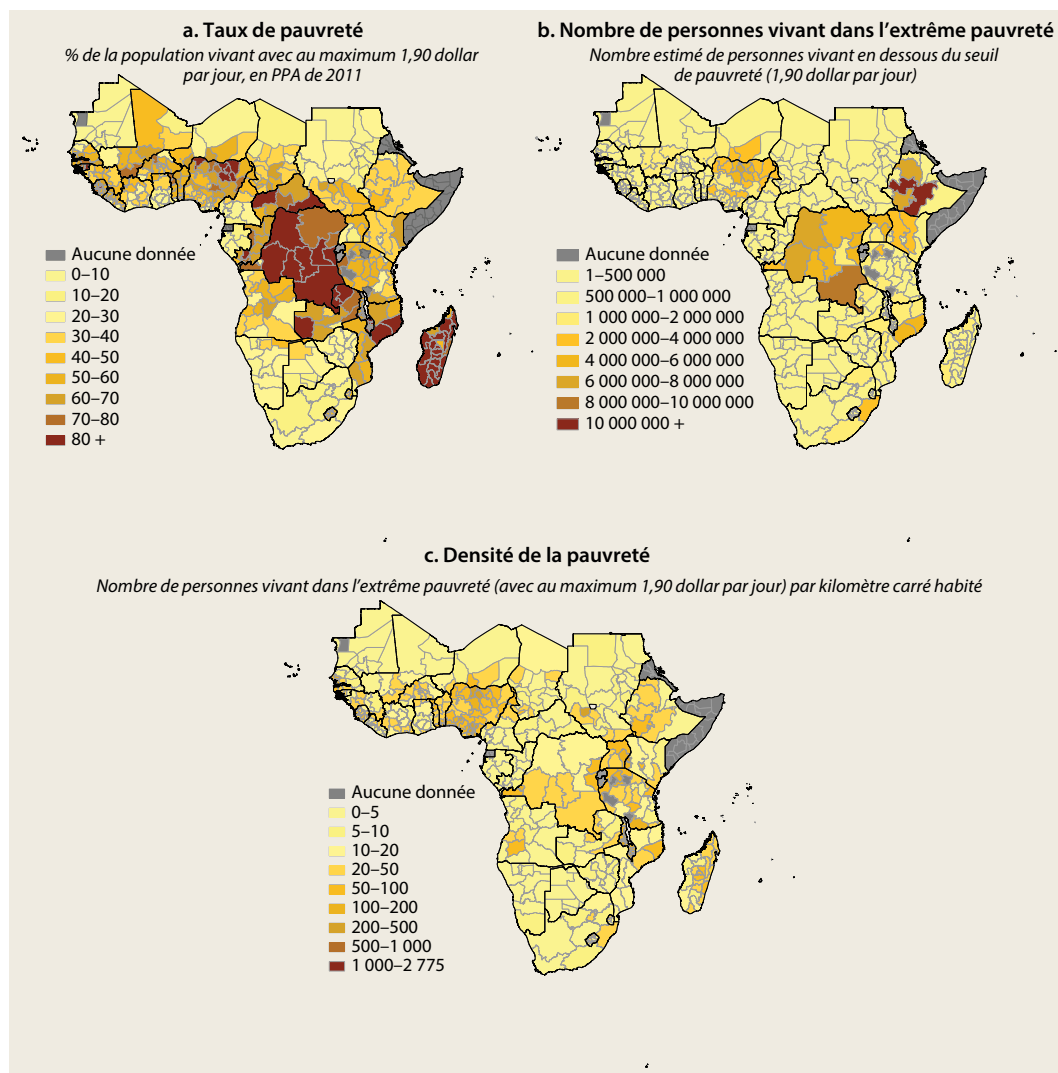 a. Taux de pauvreté
% de la population vivant avec au maximum 1,90 dollar
par jour, en PPA de 2011
Aucune donnée
0–10
10–20
20–30
30–40
40–50
50–60
60–70
70–80
80 +
b. Nombre de personnes vivant dans l’extrême pauvreté
Nombre estimé de personnes vivant en dessous du seuil
de pauvreté (1,90 dollar par jour)
Aucune donnée
1–500 000
500 000–1 000 000
1 000 000–2 000 000
2 000 000–4 000 000
4 000 000–6 000 000
6 000 000–8 000 000
8 000 000–10 000 000
10 000 000 +
c. Densité de la pauvreté
Nombre de personnes vivant dans l’extrême pauvreté (avec au maximum 1,90 dollar par jour) par kilomètre carré habité
Aucune donnée
0–5
5–10
10–20
20–50
50–100
100–200
200–500
500–1 000
1 000–2 775